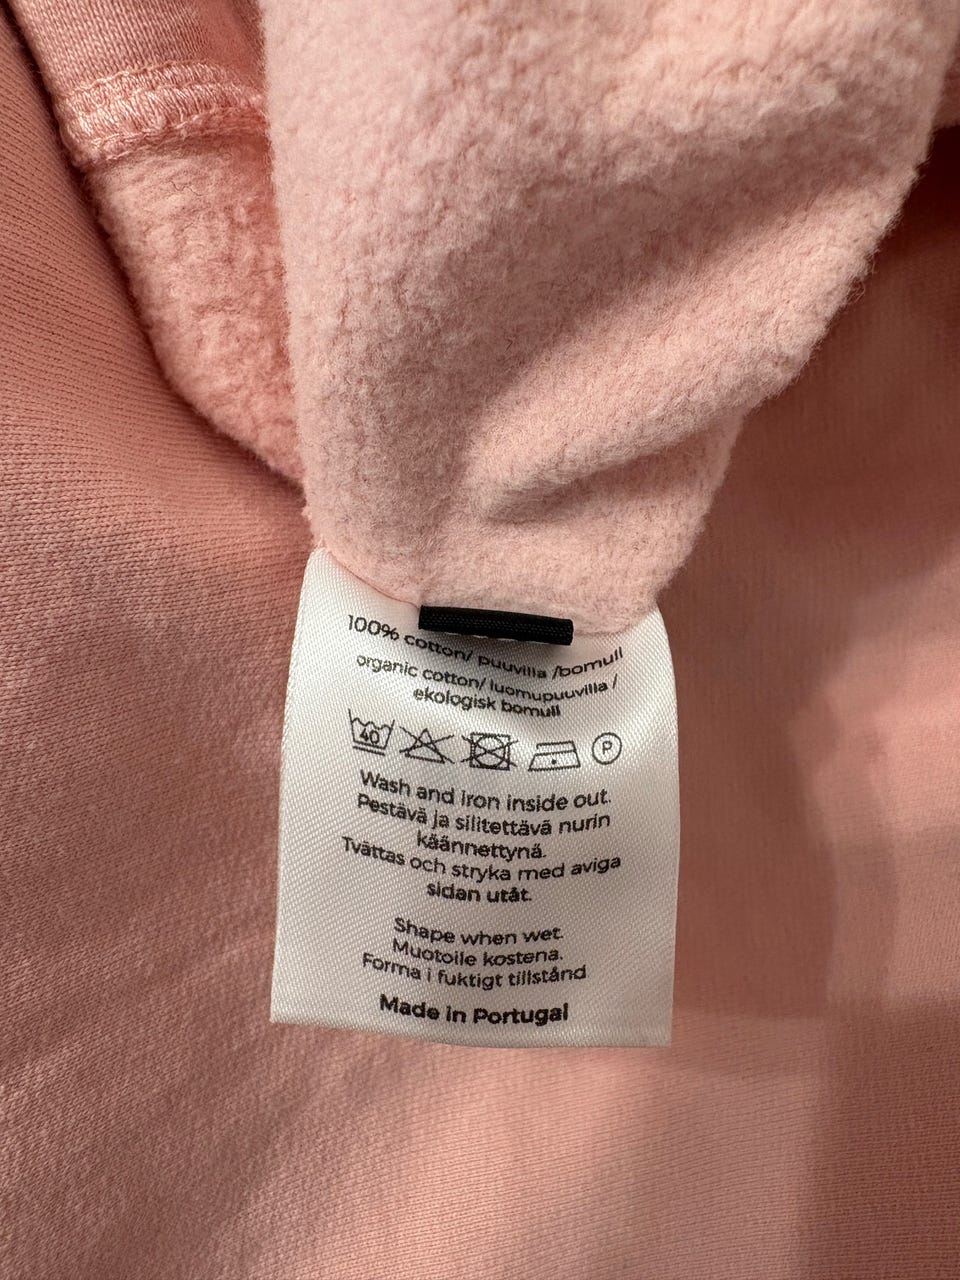 100% cotton/ puuvilla /bomull
organic cotton/ luomupuuvilla /
ekologisk bomull
40 P
Wash and iron inside out.
Pestävä ja silitettävä nurin
käännettynä.
Tvättas och stryka med aviga
sidan utåt.
Shape when wet.
Muotoile kostena.
Forma i fuktigt tillstånd
Made in Portugal